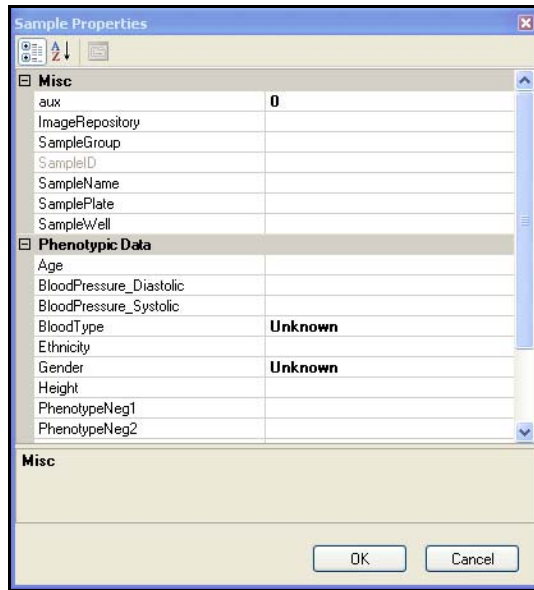 Sample Properties
Misc
aux 0
ImageRepository
SampleGroup
SampleID
SampleName
SamplePlate
SampleWell
Phenotypic Data
Age
BloodPressure_Diastolic
BloodPressure_Systolic
BloodType Unknown
Ethnicity
Gender Unknown
Height
PhenotypeNeg1
PhenotypeNeg2
Misc
OK Cancel